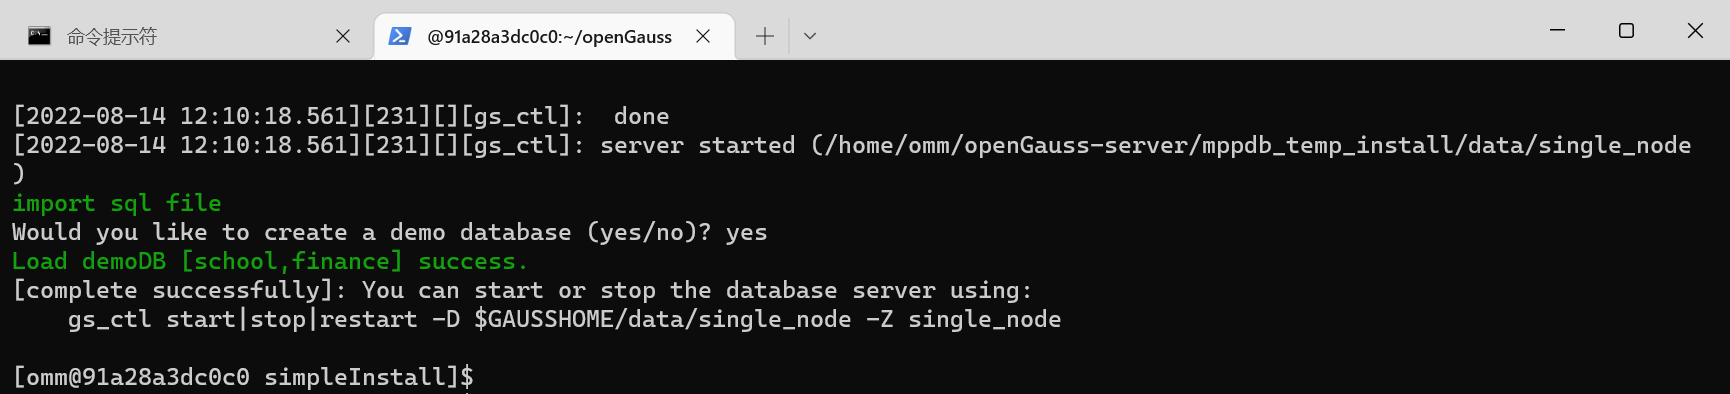 命令提示符
@91a28a3dc0c0:~/openGauss
[2022-08-14 12:10:18.561][231][][gs_ctl]:  done
[2022-08-14 12:10:18.561][231][][gs_ctl]: server started (/home/omm/openGauss-server/mppdb_temp_install/data/single_node
)
import sql file
Would you like to create a demo database (yes/no)? yes
Load demoDB [school,finance] success.
[complete successfully]: You can start or stop the database server using:
    gs_ctl start|stop|restart -D $GAUSSHOME/data/single_node -Z single_node
[omm@91a28a3dc0c0 simpleInstall]$